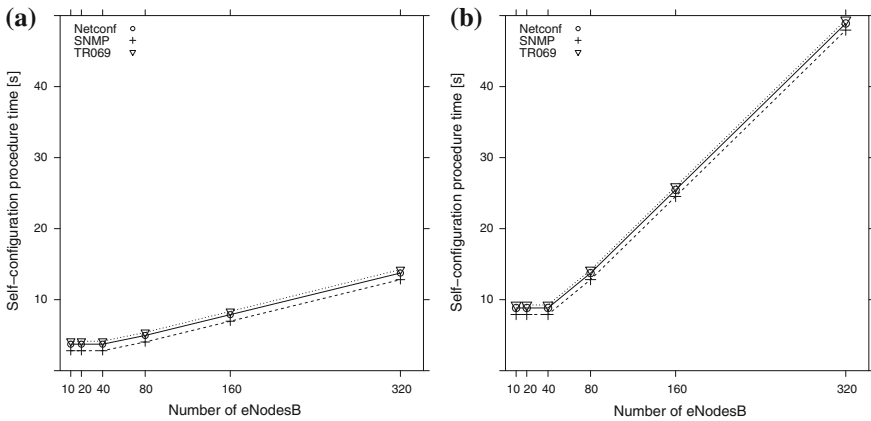 (a)
Netconf
SNMP
TR069
40
30
20
10
Self-configuration procedure time [s]
10 20 40 80 160 320
Number of eNodesB
(b)
Netconf
SNMP
TR069
40
30
20
10
Self-configuration procedure time [s]
10 20 40 80 160 320
Number of eNodesB